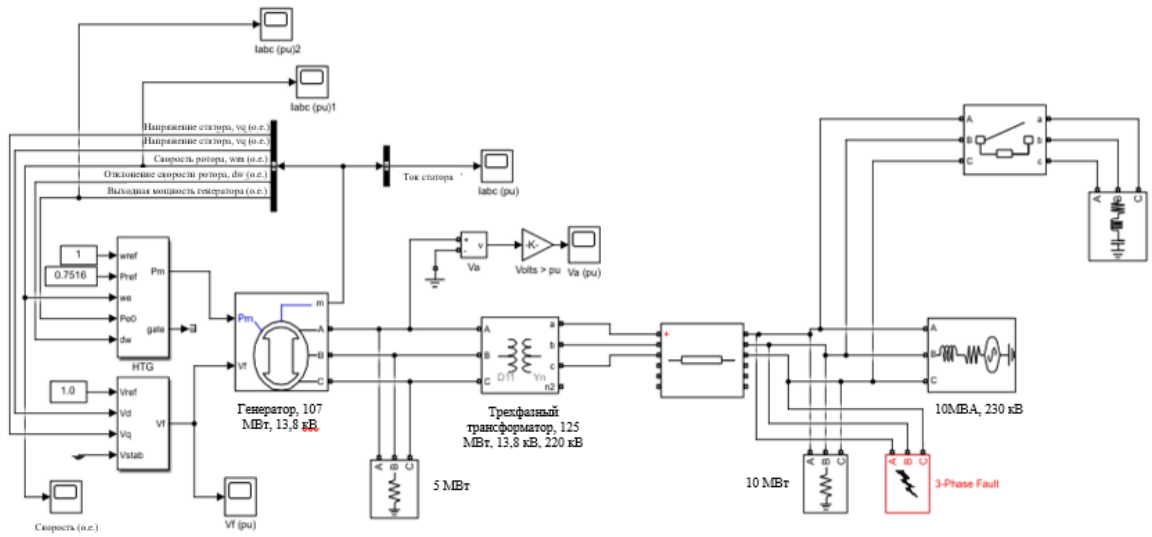 Iabc (pu)2
Iabc (pu)1
Напряжение статора, vq (о.е.)
Напряжение статора, vq (о.е.)
Скорость ротора, wm (о.е.)
Отклонение скорости ротора, dw (о.е.)
Выходная мощность генератора (о.е.)
Ток статора
Iabc (pu)
A
B
C
a
b
c
A
B
C
1
0.7516
wref
Pref
we
Pe0
dw
Pm
gate
HTG
+
-
v
Va
-K-
Volts > pu
Va (pu)
Pm
Vf
m
A
B
C
Генератор, 107
МВт, 13,8 кВ
A
B
C
a
b
c
n2
D11
Yn
Трехфазный
трансформатор, 125
МВт, 13,8 кВ, 220 кВ
+
A
B
C
10МВА, 230 кВ
1.0
Vref
Vd
Vq
Vstab
Vf
A
B
C
5 МВт
10 МВт
A
B
C
A
B
C
3-Phase Fault
Скорость (о.е.)
Vf (pu)